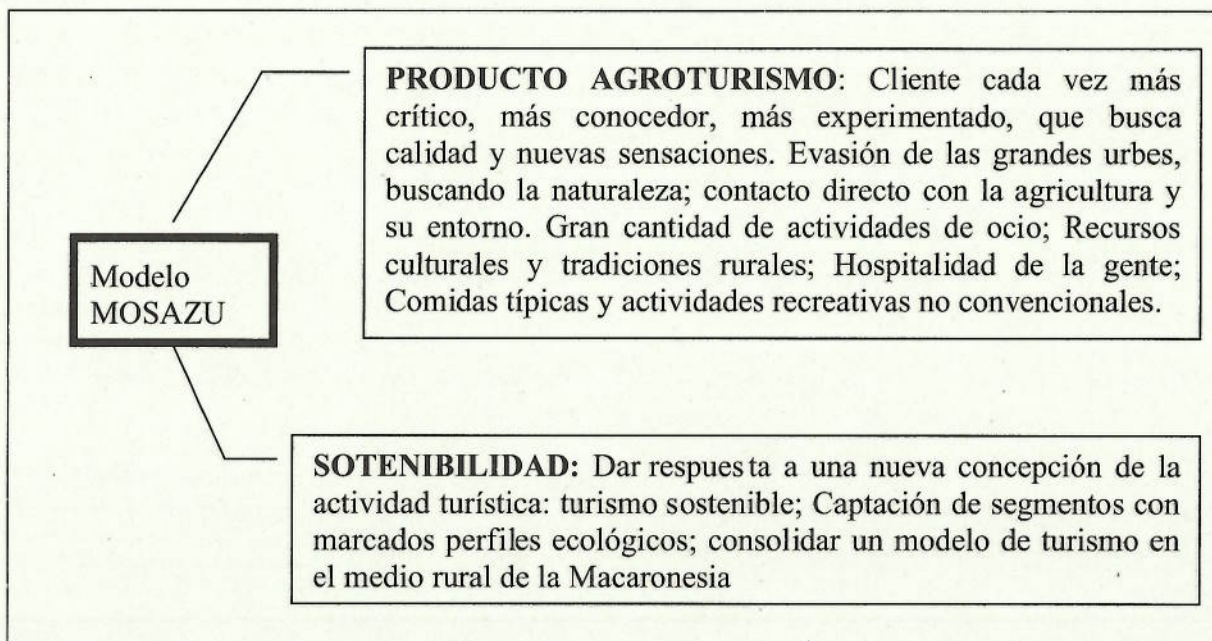 PRODUCTO AGROTURISMO: Cliente cada vez más
crítico, más conocedor, más experimentado, que busca
calidad y nuevas sensaciones. Evasión de las grandes urbes,
buscando la naturaleza; contacto directo con la agricultura y
su entorno. Gran cantidad de actividades de ocio; Recursos
culturales y tradiciones rurales; Hospitalidad de la gente;
Comidas típicas y actividades recreativas no convencionales.
Modelo
MOSAZU
SOTENIBILIDAD: Dar respuesta a una nueva concepción de la
actividad turística: turismo sostenible; Captación de segmentos con
marcados perfiles ecológicos; consolidar un modelo de turismo en
el medio rural de la Macaronesia